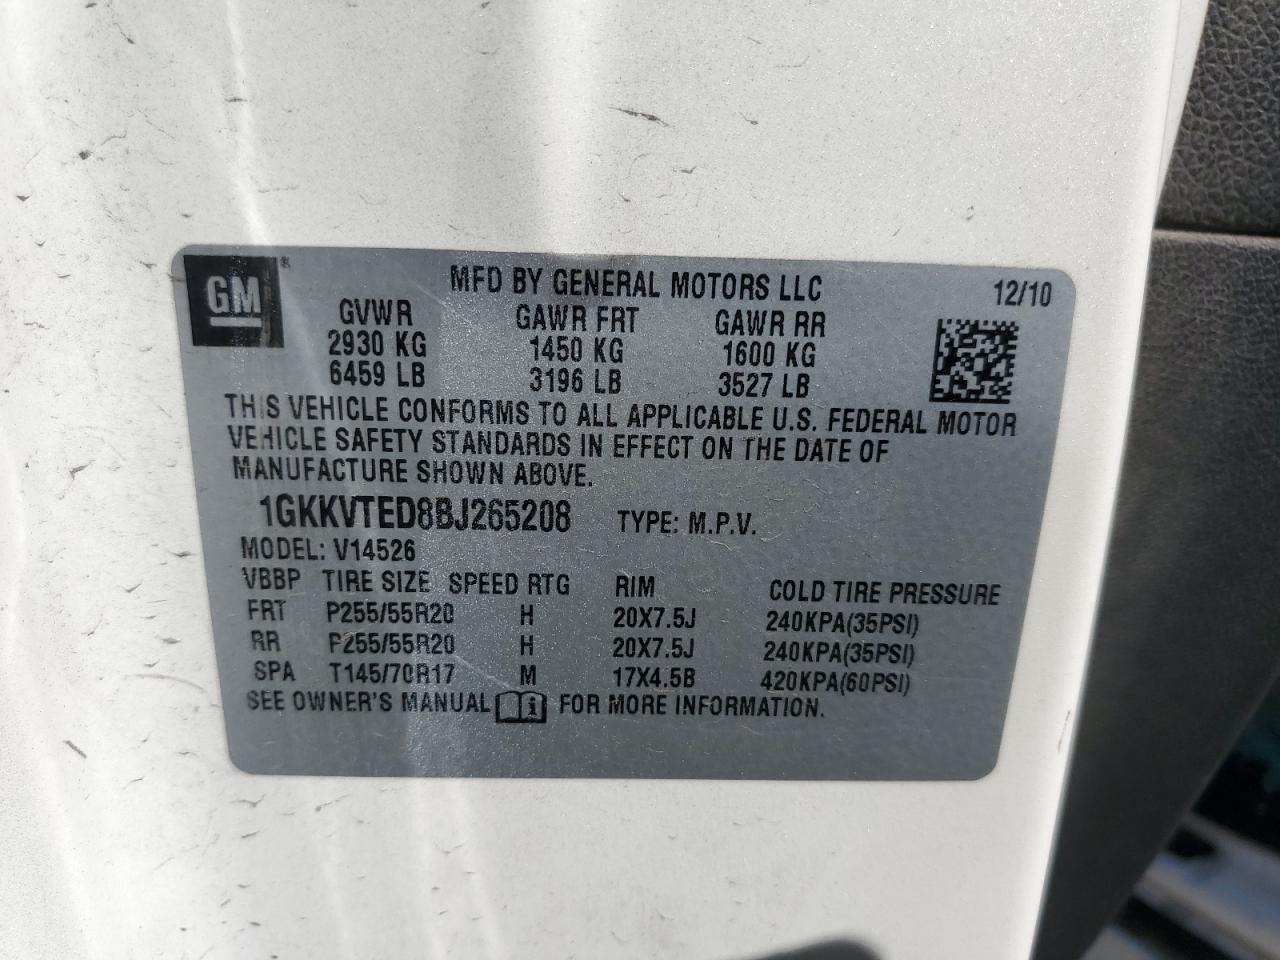 GM ® MFD BY GENERAL MOTORS LLC 12/10
GVWR GAWR FRT GAWR RR
2930 KG 1450 KG 1600 KG
6459 LB 3196 LB 3527 LB
THIS VEHICLE CONFORMS TO ALL APPLICABLE U.S. FEDERAL MOTOR
VEHICLE SAFETY STANDARDS IN EFFECT ON THE DATE OF
MANUFACTURE SHOWN ABOVE.
1GKKVTED8BJ265208 TYPE: M.P.V.
MODEL: V14526
VBBP TIRE SIZE SPEED RTG RIM COLD TIRE PRESSURE
FRT P255/55R20 H 20X7.5J 240KPA(35PSI)
RR P255/55R20 H 20X7.5J 240KPA(35PSI)
SPA T145/70R17 M 17X4.5B 420KPA(60PSI)
SEE OWNER'S MANUAL i FOR MORE INFORMATION.